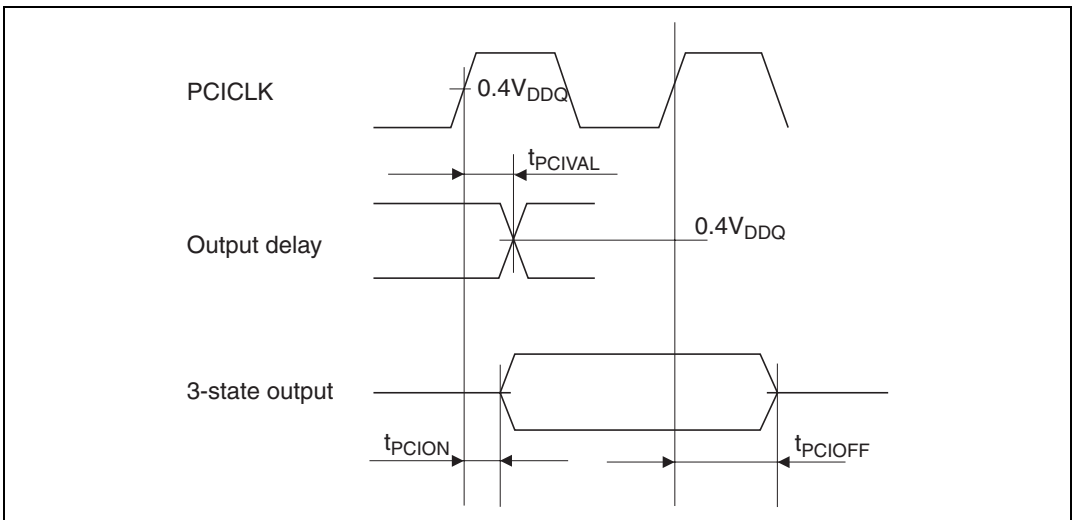 PCICLK
0.4VDDQ
tPCIVAL
Output delay
0.4VDDQ
3-state output
tPCION
tPCIOFF